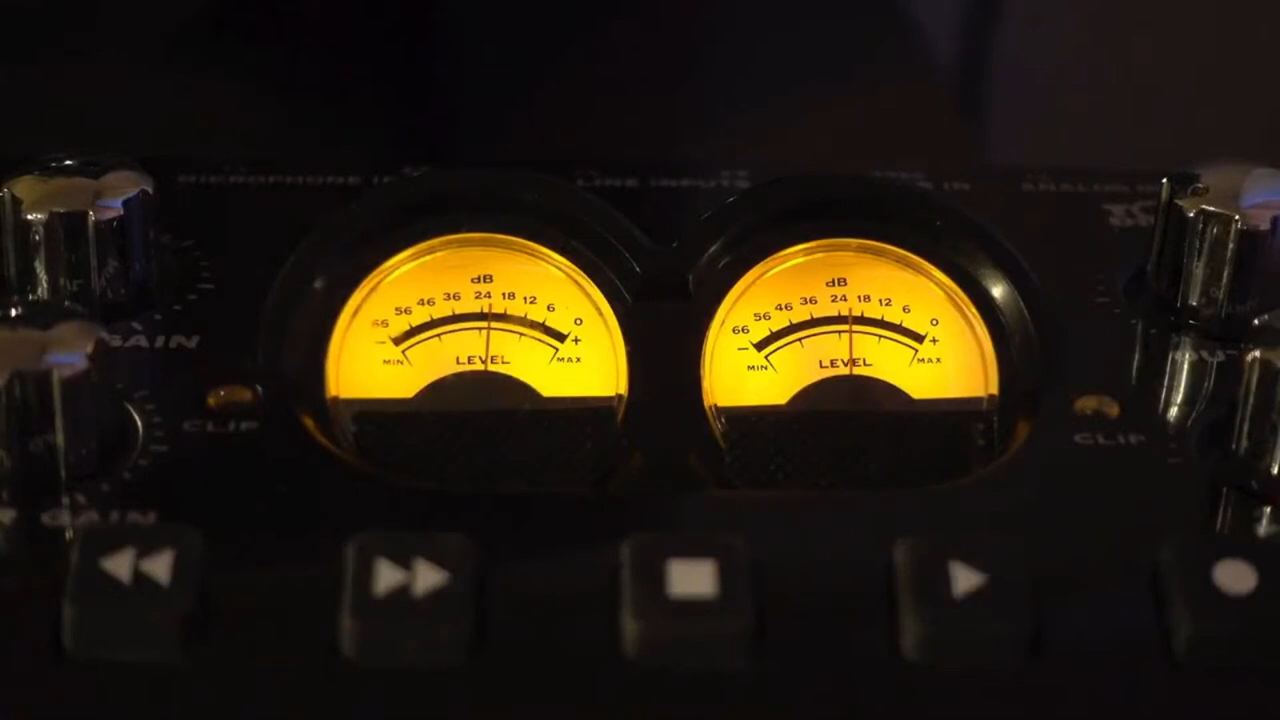 LINE INPUTS
GAIN
CLIP
GAIN
dB
66 56 46 36 24 18 12 6 0
− +
MIN LEVEL MAX
dB
66 56 46 36 24 18 12 6 0
− +
MIN LEVEL MAX
CLIP